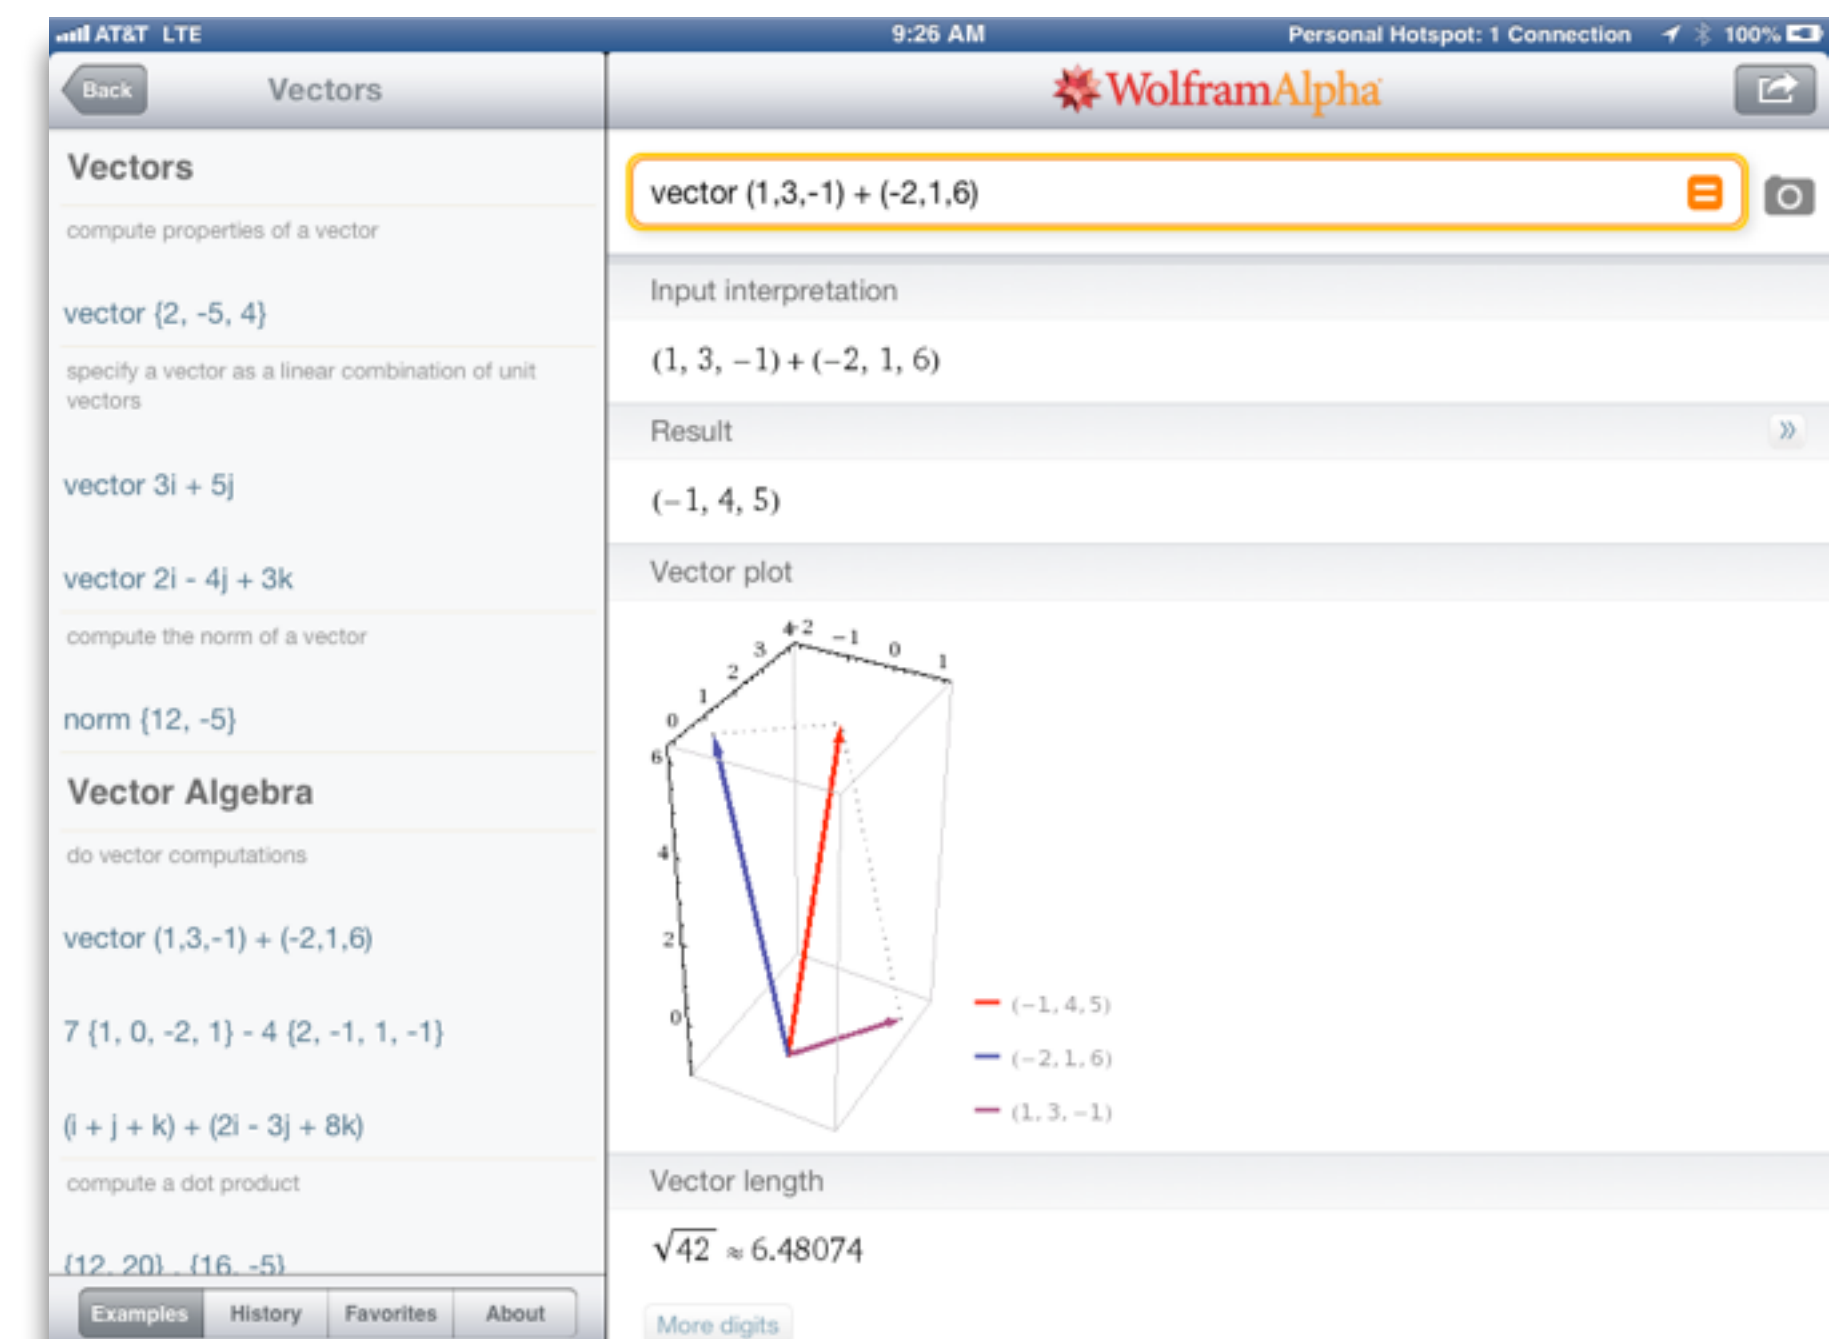 AT&T LTE
9:26 AM
Personal Hotspot: 1 Connection
100%
Back
Vectors
WolframAlpha
Vectors
compute properties of a vector
vector {2, -5, 4}
specify a vector as a linear combination of unit
vectors
vector 3i + 5j
vector 2i - 4j + 3k
compute the norm of a vector
norm {12, -5}
Vector Algebra
do vector computations
vector (1,3,-1) + (-2,1,6)
7 {1, 0, -2, 1} - 4 {2, -1, 1, -1}
(i + j + k) + (2i - 3j + 8k)
compute a dot product
{12, 20} . {16, -5}
Examples
History
Favorites
About
vector (1,3,-1) + (-2,1,6)
=
Input interpretation
(1, 3, −1) + (−2, 1, 6)
Result
»
(−1, 4, 5)
Vector plot
4
-2
−1
0
1
3
2
1
0
6
4
2
0
(−1, 4, 5)
(−2, 1, 6)
(1, 3, −1)
Vector length
√42 ≈ 6.48074
More digits